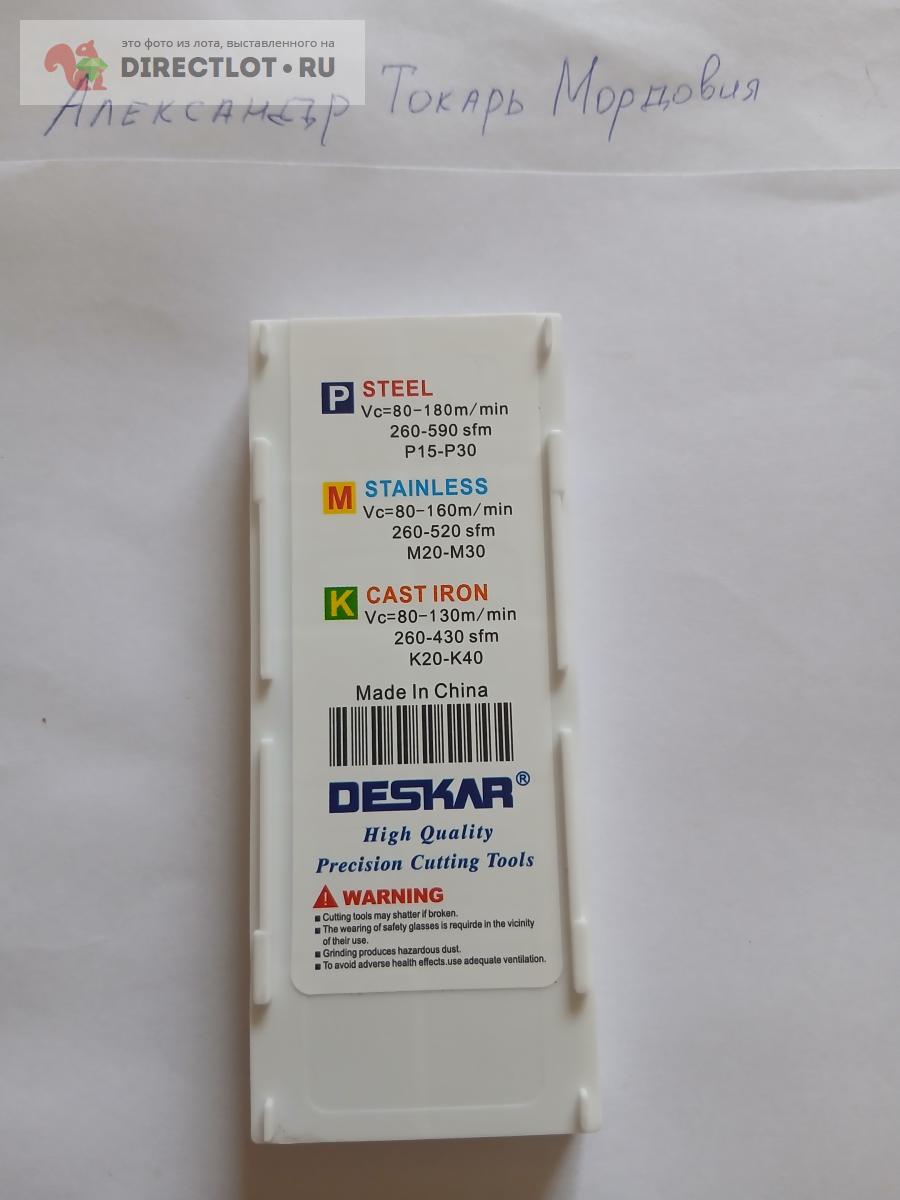 это фото из лота, выставленного на
DIRECTLOT.RU
Александр Токарь Мордовия
P STEEL
Vc=80-180m/min
260-590 sfm
P15-P30
M STAINLESS
Vc=80-160m/min
260-520 sfm
M20-M30
K CAST IRON
Vc=80-130m/min
260-430 sfm
K20-K40
Made In China
DESKAR®
High Quality
Precision Cutting Tools
WARNING
Cutting tools may shatter if broken.
The wearing of safety glasses is requirde in the vicinity
of their use.
Grinding produces hazardous dust.
To avoid adverse health effects.use adequate ventilation.